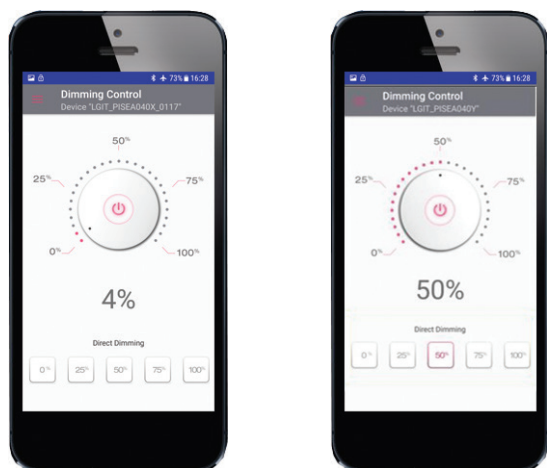 73% 16:28
Dimming Control
Device "LGIT_PISEA040X_0117"
50%
25%
75%
0%
100%
4%
Direct Dimming
0% 25% 50% 75% 100%
73% 16:28
Dimming Control
Device "LGIT_PISEA040Y"
50%
25%
75%
0%
100%
50%
Direct Dimming
0% 25% 50% 75% 100%